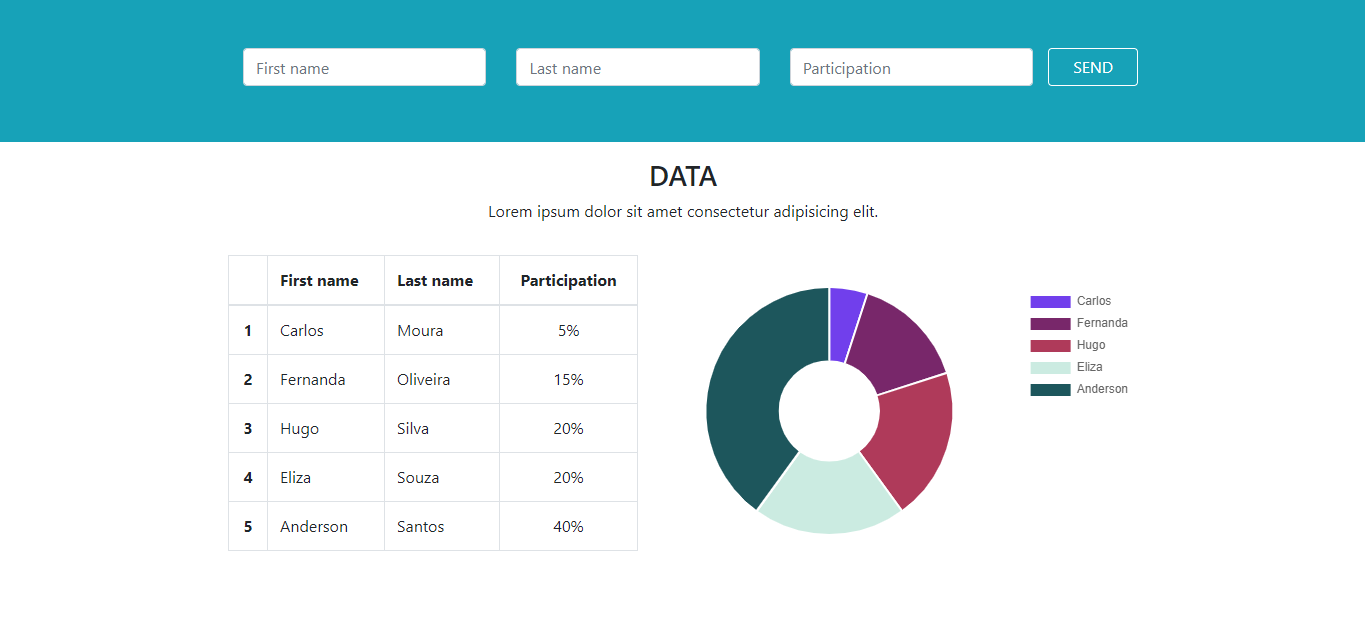 First name Last name Participation SEND
DATA
Lorem ipsum dolor sit amet consectetur adipisicing elit.
First name Last name Participation
1 Carlos Moura 5%
2 Fernanda Oliveira 15%
3 Hugo Silva 20%
4 Eliza Souza 20%
5 Anderson Santos 40%
Carlos
Fernanda
Hugo
Eliza
Anderson